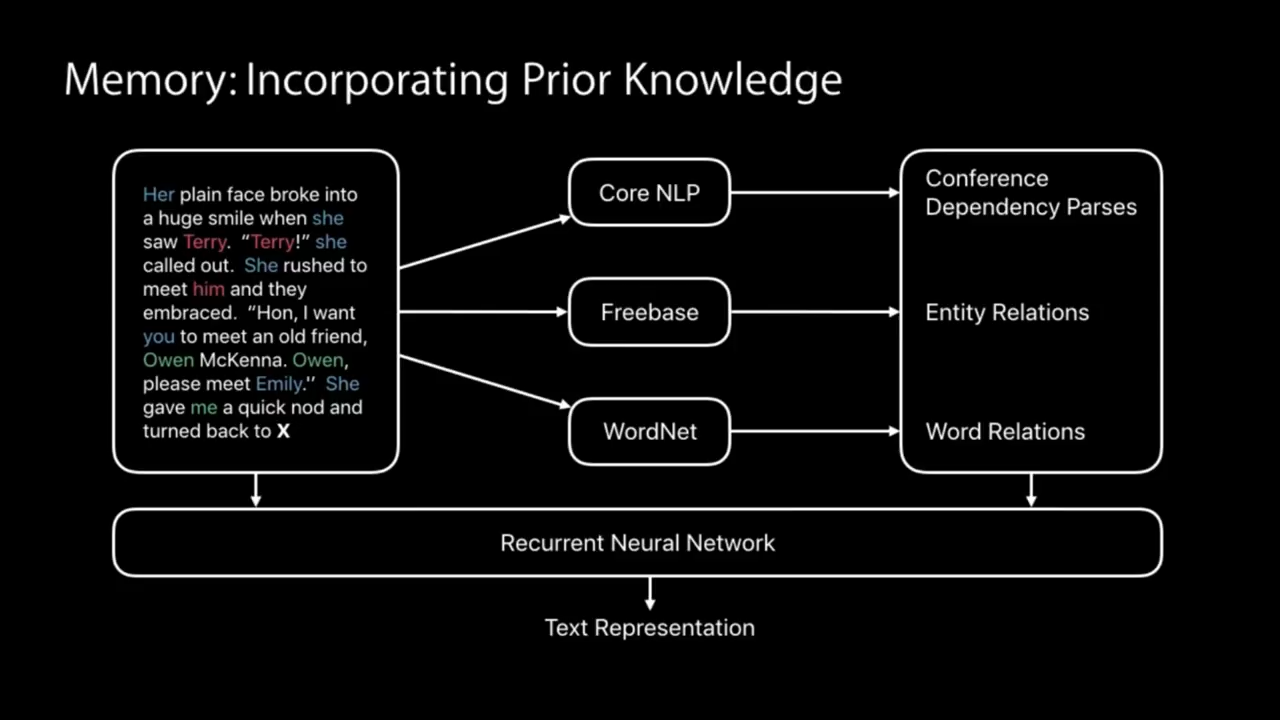 Memory: Incorporating Prior Knowledge
Her plain face broke into
a huge smile when she
saw Terry. “Terry!” she
called out. She rushed to
meet him and they
embraced. “Hon, I want
you to meet an old friend,
Owen McKenna. Owen,
please meet Emily.'' She
gave me a quick nod and
turned back to X
Core NLP
Freebase
WordNet
Conference
Dependency Parses
Entity Relations
Word Relations
Recurrent Neural Network
Text Representation